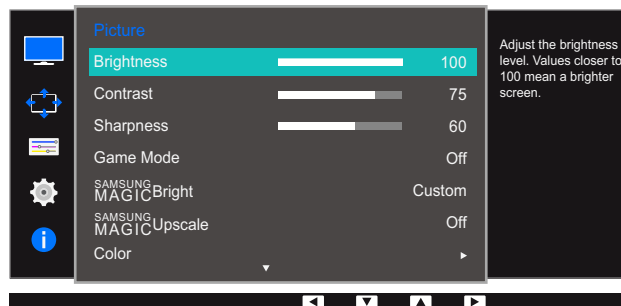 Picture
Brightness 100
Contrast 75
Sharpness 60
Game Mode Off
SAMSUNG MAGIC Bright Custom
SAMSUNG MAGIC Upscale Off
Color
Adjust the brightness
level. Values closer to
100 mean a brighter
screen.